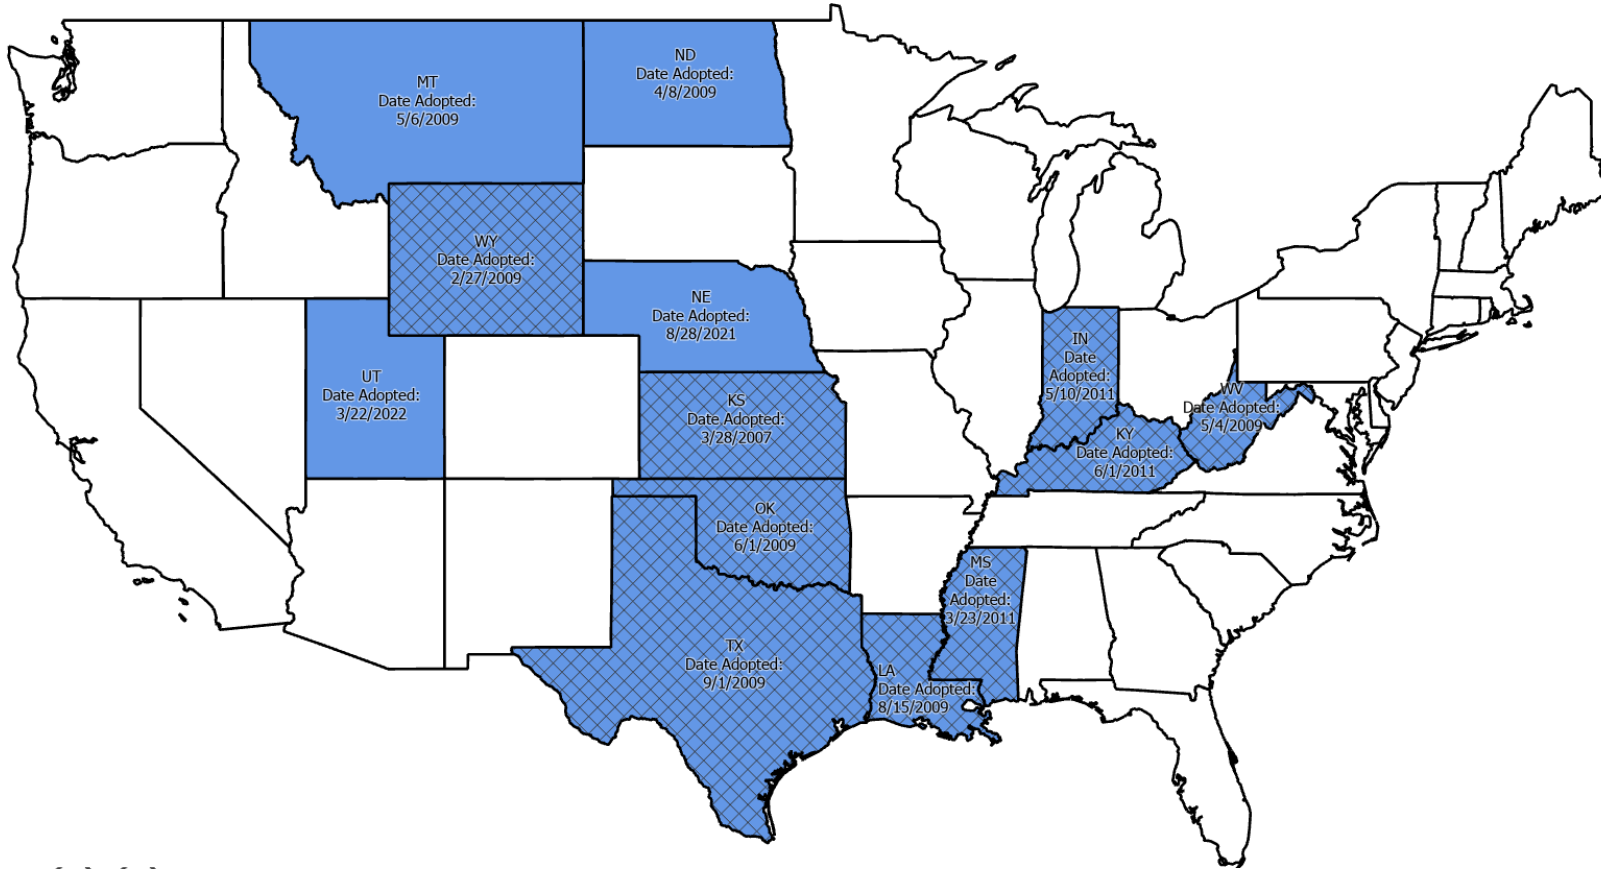 MT
Date Adopted:
5/6/2009
ND
Date Adopted:
4/8/2009
WY
Date Adopted:
2/27/2009
NE
Date Adopted:
8/28/2021
UT
Date Adopted:
3/22/2022
KS
Date Adopted:
3/28/2007
IN
Date
Adopted:
5/10/2011
WV
Date Adopted:
5/4/2009
KY
Date Adopted:
6/1/2011
OK
Date Adopted:
6/1/2009
MS
Date
Adopted:
3/23/2011
TX
Date Adopted:
9/1/2009
LA
Date Adopted:
8/15/2009